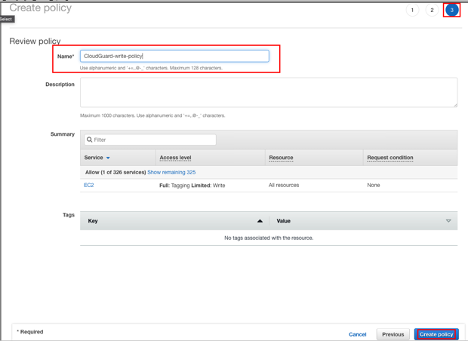 Create policy
1 2 3
Select
Review policy
Name* CloudGuard-write-policy
Use alphanumeric and '+=,.@-_' characters. Maximum 128 characters.
Description
Maximum 1000 characters. Use alphanumeric and '+=,.@-_' characters.
Summary
Filter
Service Access level Resource Request condition
Allow (1 of 326 services) Show remaining 325
EC2 Full: Tagging Limited: Write All resources None
Tags
Key Value
No tags associated with the resource.
* Required
Cancel Previous Create policy